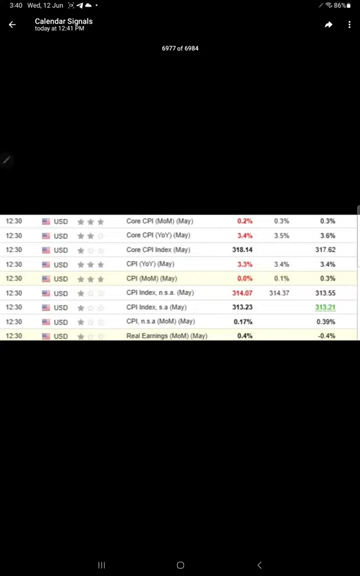 3:40 Wed, 12 Jun 86%
Calendar Signals
today at 12:41 PM
6977 of 6984
12:30 USD Core CPI (MoM) (May) 0.2% 0.3% 0.3%
12:30 USD Core CPI (YoY) (May) 3.4% 3.5% 3.6%
12:30 USD Core CPI Index (May) 318.14 317.62
12:30 USD CPI (YoY) (May) 3.3% 3.4% 3.4%
12:30 USD CPI (MoM) (May) 0.0% 0.1% 0.3%
12:30 USD CPI Index, n.s.a. (May) 314.07 314.37 313.55
12:30 USD CPI Index, s.a (May) 313.23 313.21
12:30 USD CPI, n.s.a (MoM) (May) 0.17% 0.39%
12:30 USD Real Earnings (MoM) (May) 0.4% -0.4%